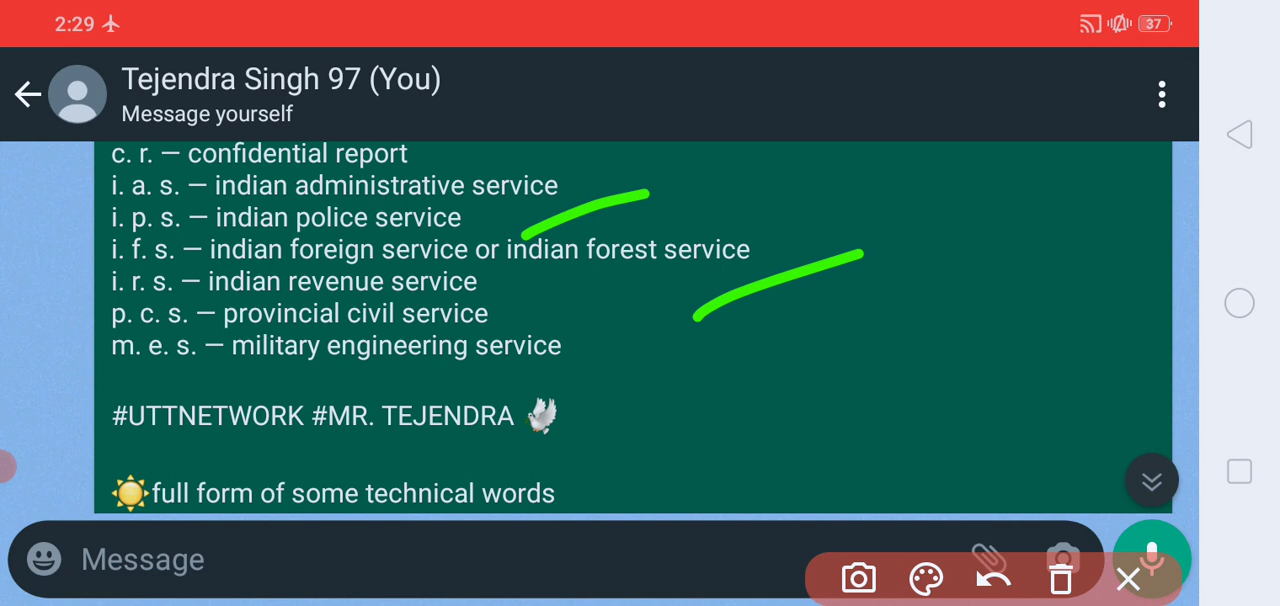 2:29
37
Tejendra Singh 97 (You)
Message yourself
c. r. — confidential report
i. a. s. — indian administrative service
i. p. s. — indian police service
i. f. s. — indian foreign service or indian forest service
i. r. s. — indian revenue service
p. c. s. — provincial civil service
m. e. s. — military engineering service
#UTTNETWORK #MR. TEJENDRA 🕊️
☀️full form of some technical words
Message